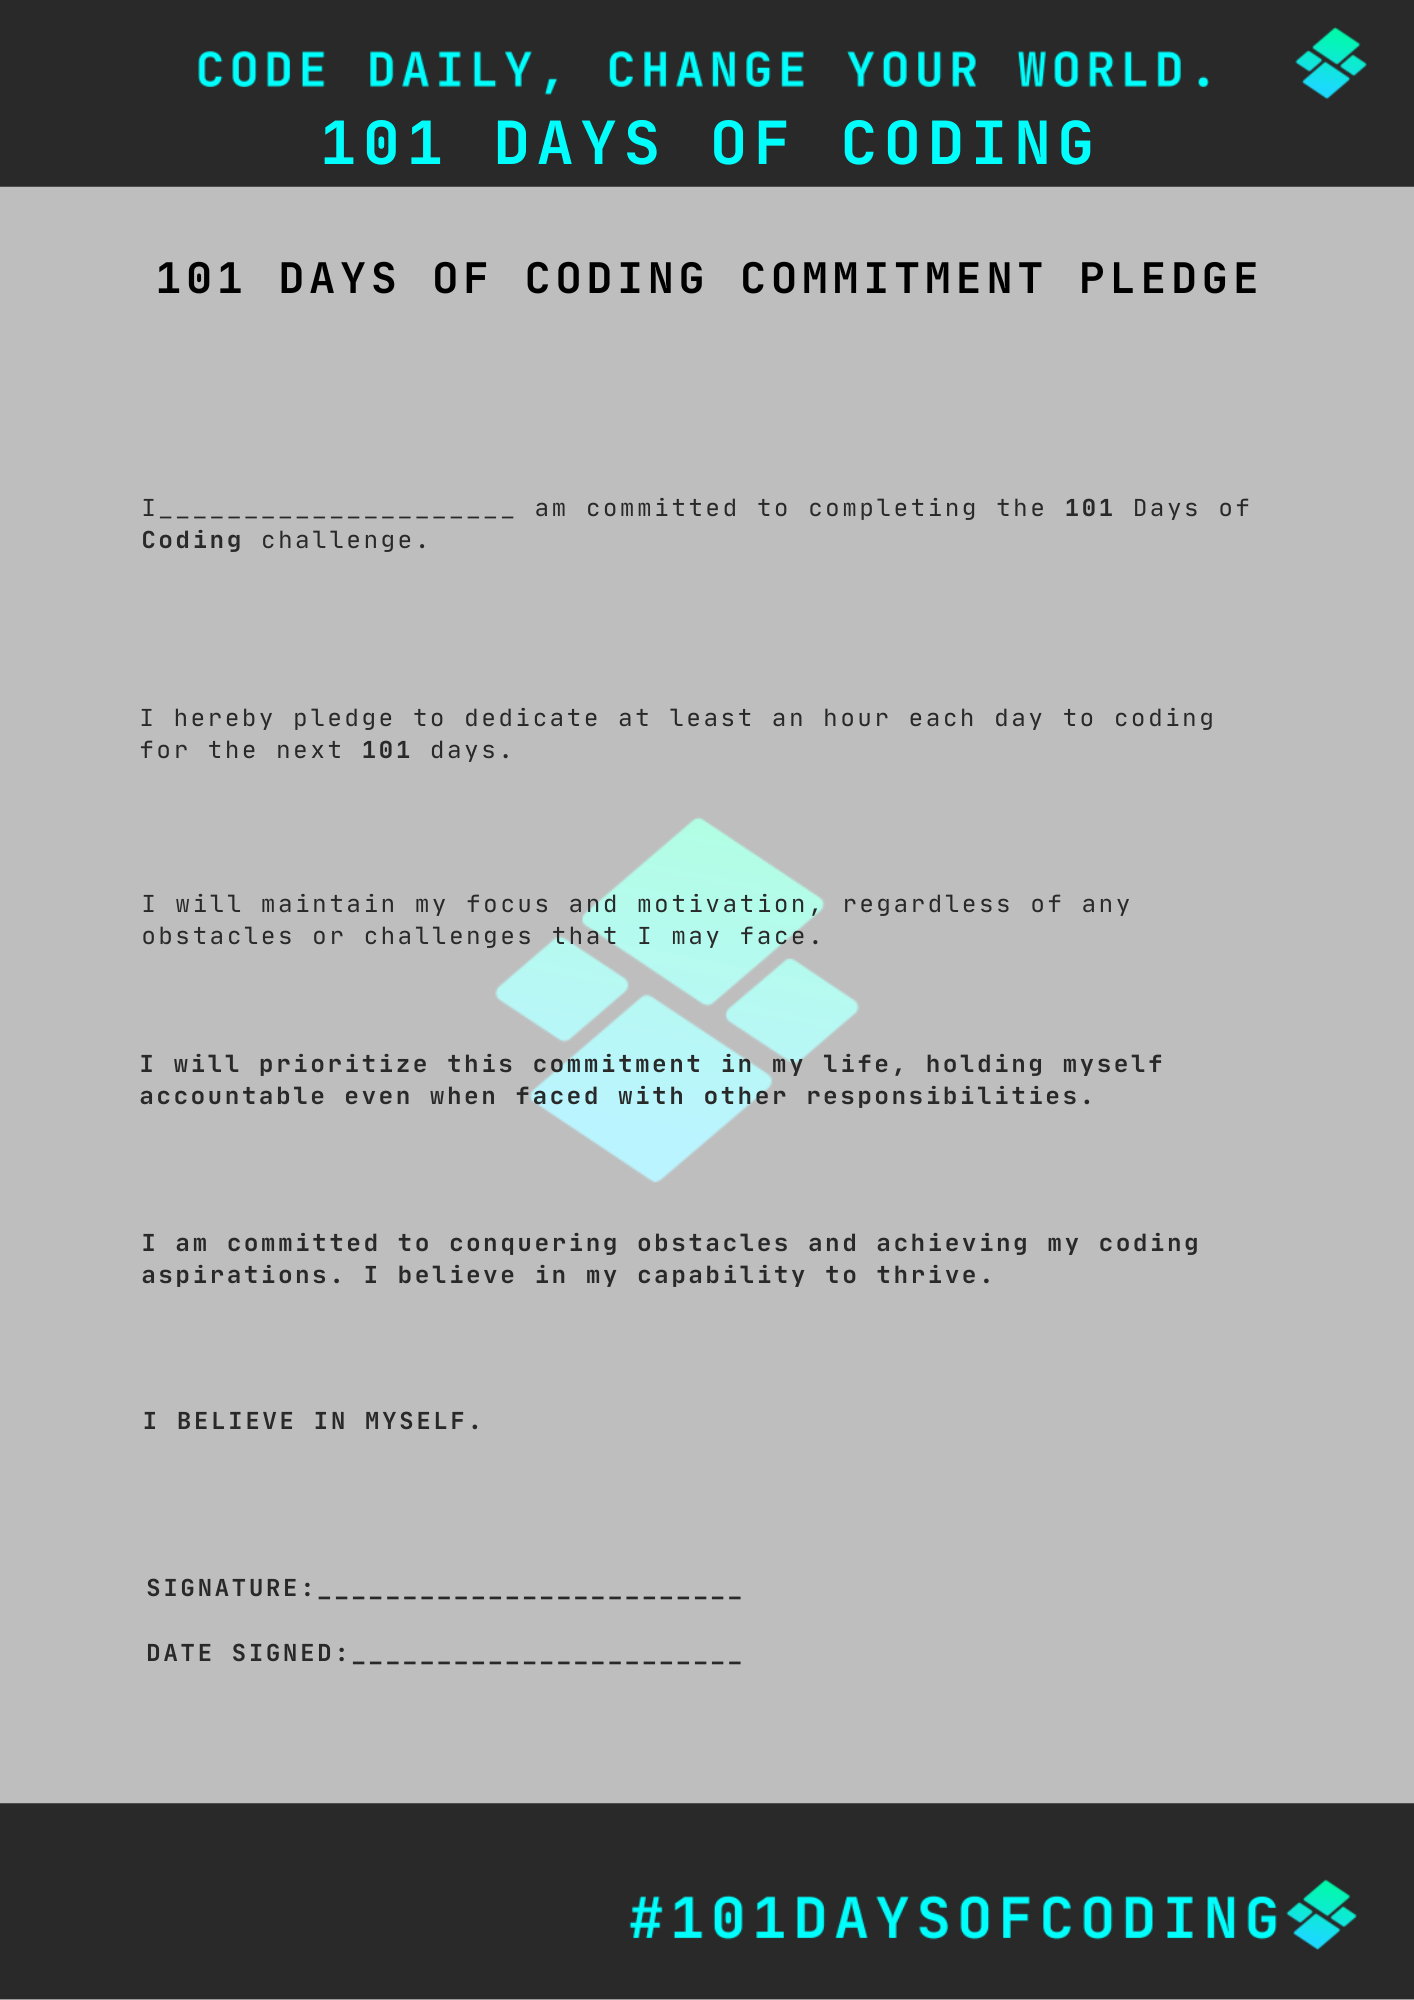 CODE DAILY, CHANGE YOUR WORLD.
101 DAYS OF CODING
101 DAYS OF CODING COMMITMENT PLEDGE
I_____________________ am committed to completing the 101 Days of
Coding challenge.
I hereby pledge to dedicate at least an hour each day to coding
for the next 101 days.
I will maintain my focus and motivation, regardless of any
obstacles or challenges that I may face.
I will prioritize this commitment in my life, holding myself
accountable even when faced with other responsibilities.
I am committed to conquering obstacles and achieving my coding
aspirations. I believe in my capability to thrive.
I BELIEVE IN MYSELF.
SIGNATURE:_________________________
DATE SIGNED:_______________________
#101DAYSOFCODING